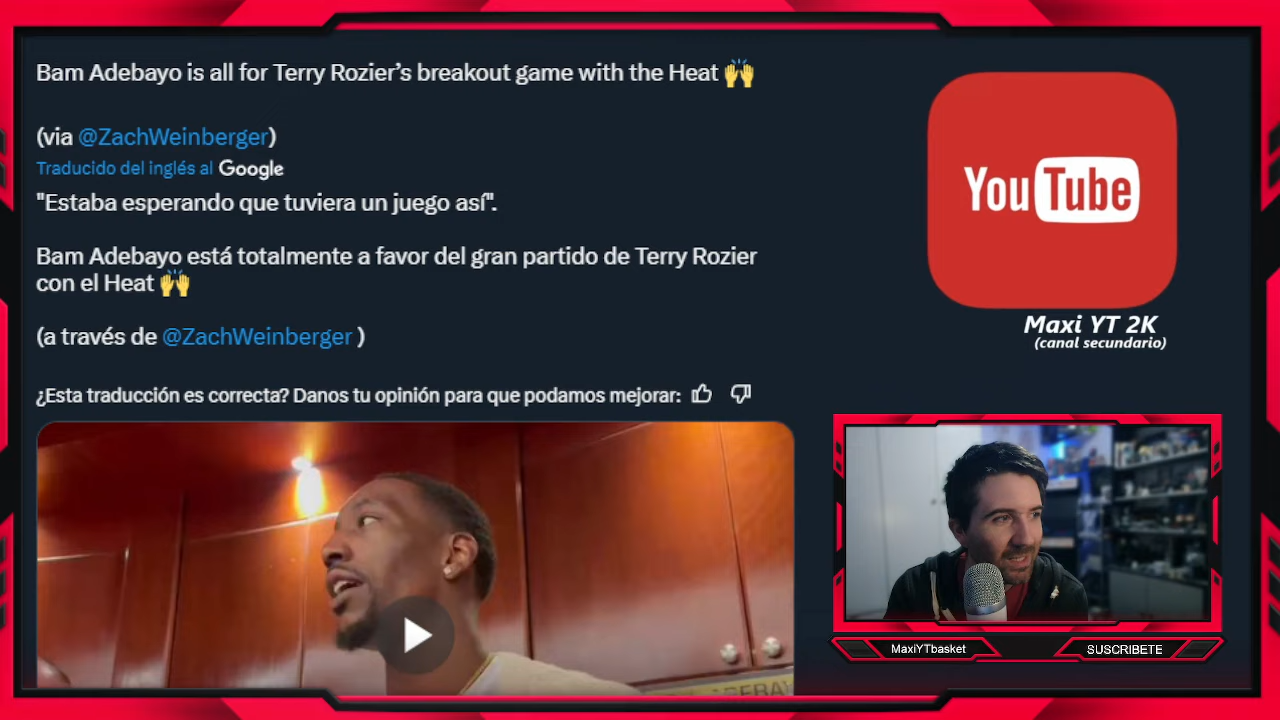 Bam Adebayo is all for Terry Rozier’s breakout game with the Heat 🙌
(via @ZachWeinberger)
Traducido del inglés al Google
"Estaba esperando que tuviera un juego así".
Bam Adebayo está totalmente a favor del gran partido de Terry Rozier
con el Heat 🙌
(a través de @ZachWeinberger )
¿Esta traducción es correcta? Danos tu opinión para que podamos mejorar:
YouTube
Maxi YT 2K
(canal secundario)
MaxiYTbasket
SUSCRIBETE